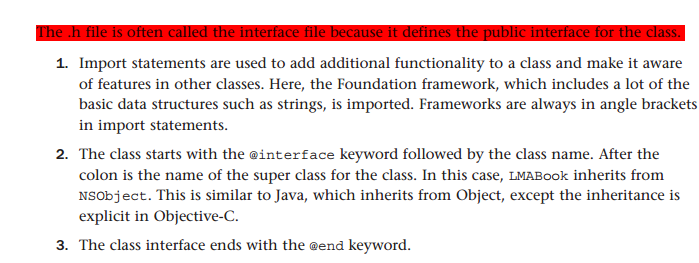 The .h file is often called the interface file because it defines the public interface for the class.
1. Import statements are used to add additional functionality to a class and make it aware
of features in other classes. Here, the Foundation framework, which includes a lot of the
basic data structures such as strings, is imported. Frameworks are always in angle brackets
in import statements.
2. The class starts with the @interface keyword followed by the class name. After the
colon is the name of the super class for the class. In this case, LMABook inherits from
NSObject. This is similar to Java, which inherits from Object, except the inheritance is
explicit in Objective-C.
3. The class interface ends with the @end keyword.